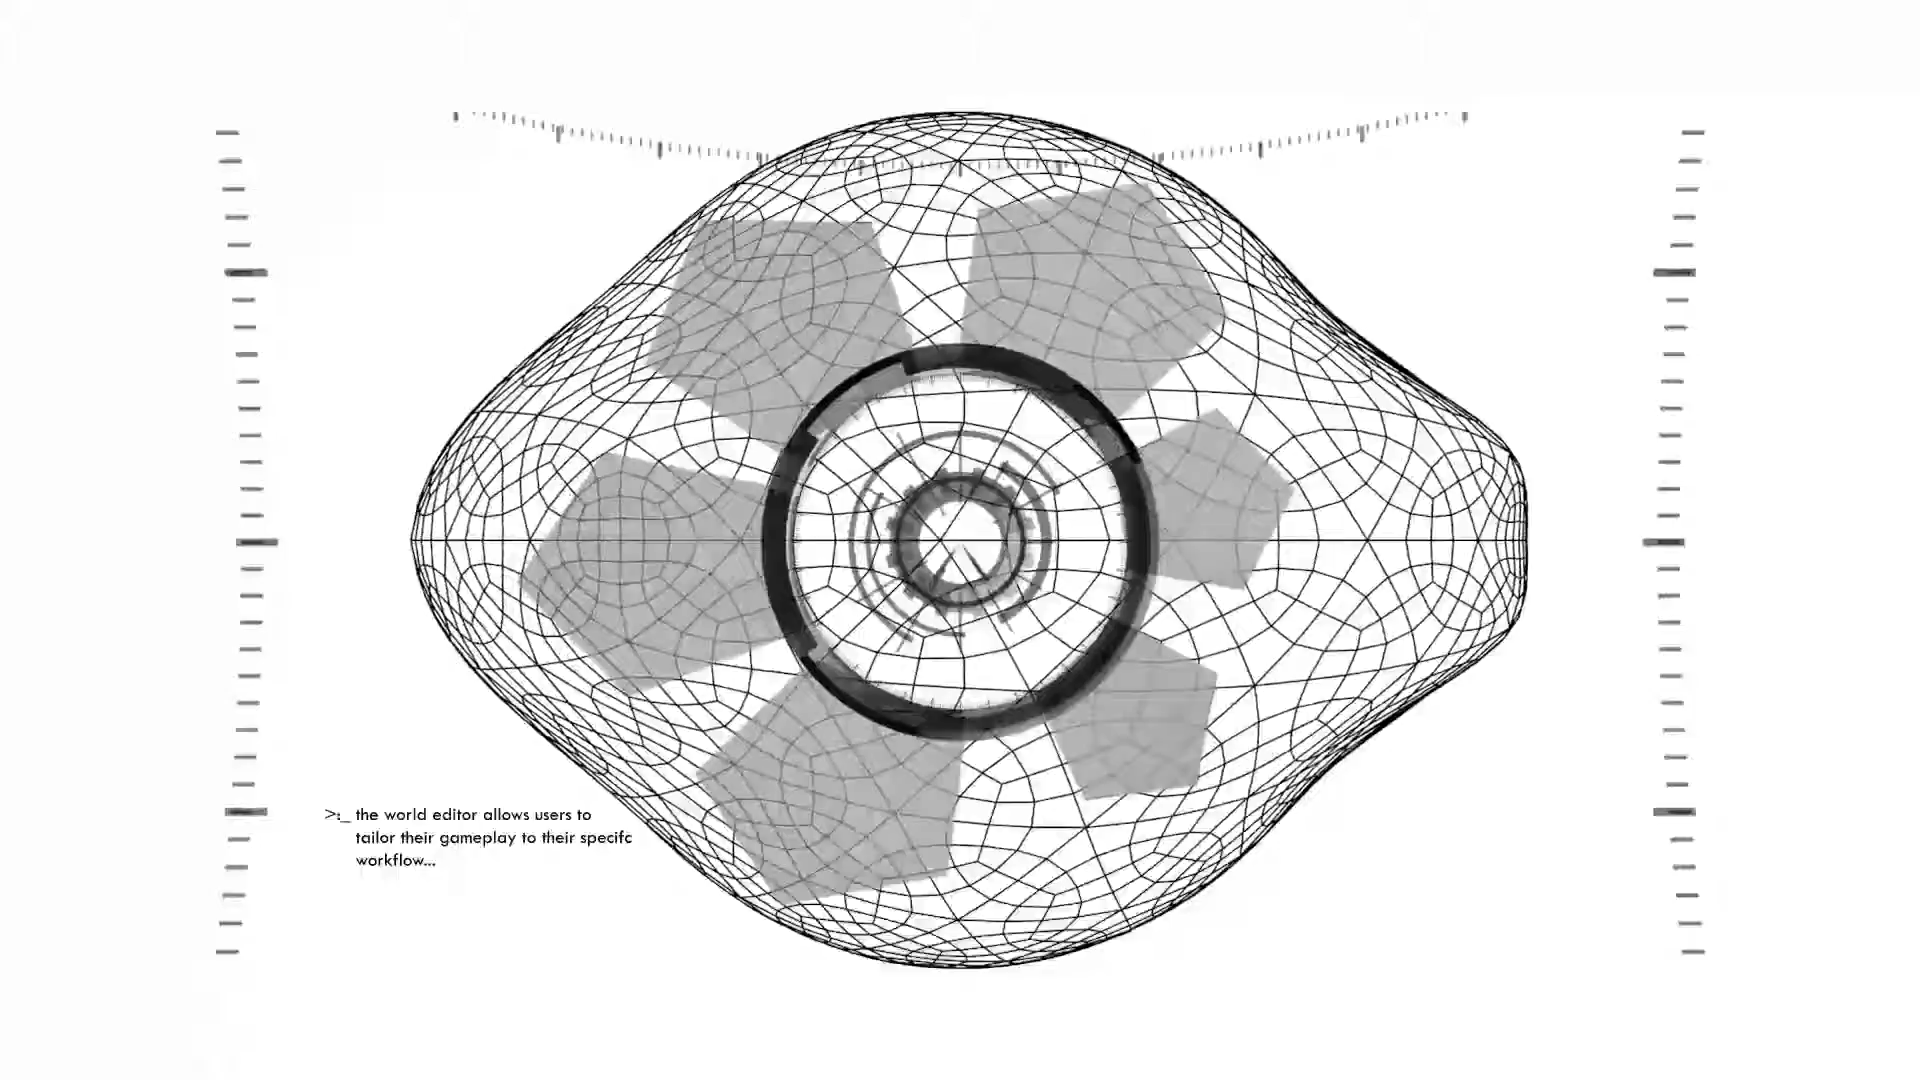 >:_ the world editor allows users to
tailor their gameplay to their specifc
workflow...